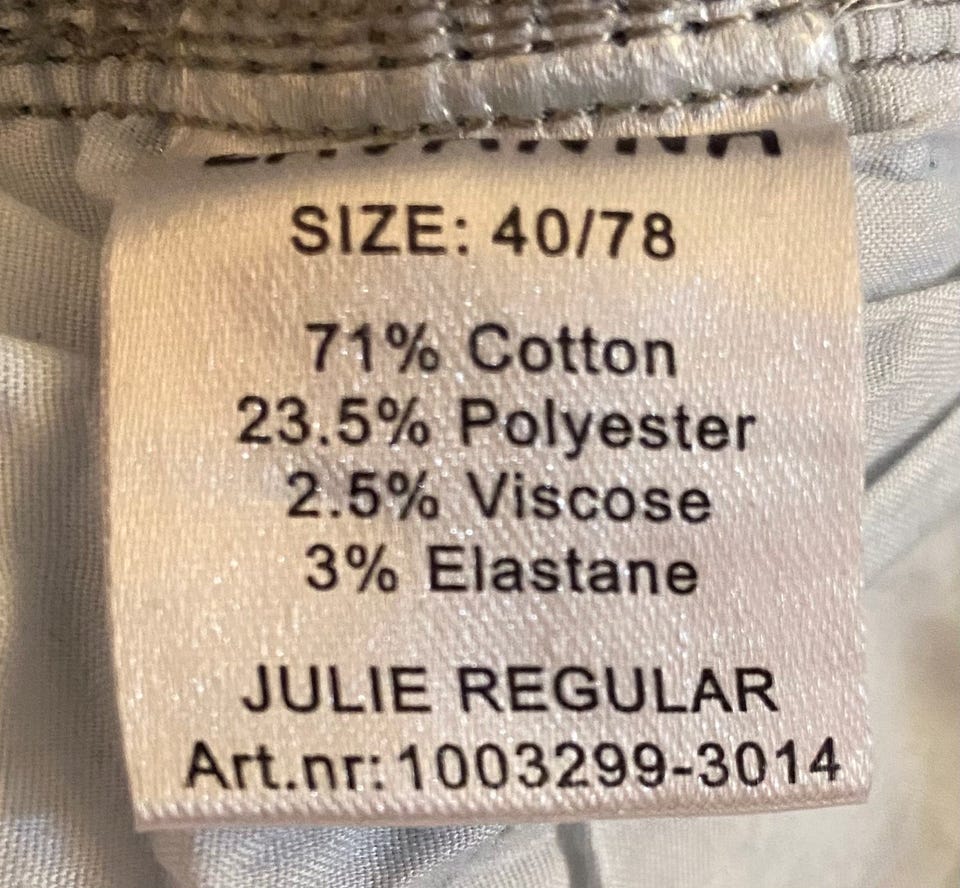 SIZE: 40/78
71% Cotton
23.5% Polyester
2.5% Viscose
3% Elastane
JULIE REGULAR
Art.nr: 1003299-3014